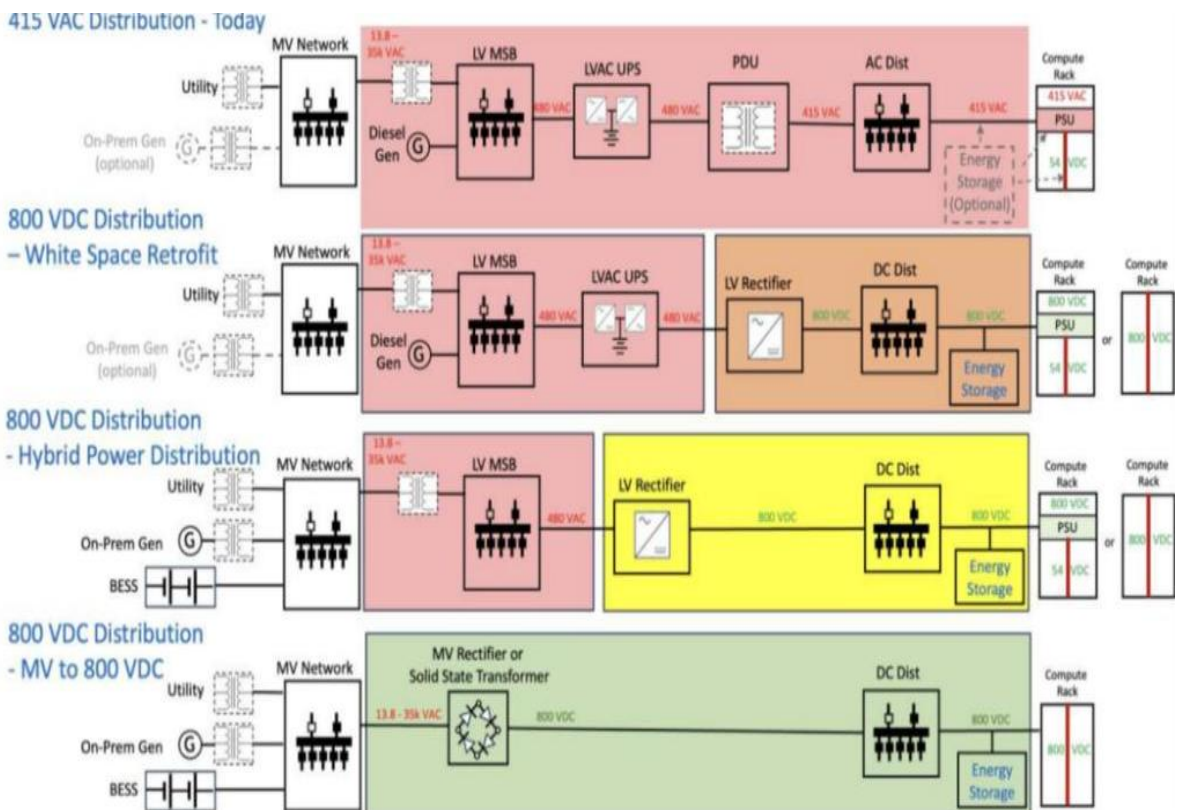 415 VAC Distribution - Today
MV Network
13.8 –
35k VAC
LV MSB
LVAC UPS
PDU
AC Dist
Compute
Rack
Utility
480 VAC
480 VAC
415 VAC
415 VAC
415 VAC
PSU
54 VDC
On-Prem Gen
(optional)
G
Diesel
Gen
G
Energy
Storage
(Optional)
800 VDC Distribution
– White Space Retrofit
MV Network
13.8 –
35k VAC
LV MSB
LVAC UPS
LV Rectifier
DC Dist
Compute
Rack
Compute
Rack
Utility
480 VAC
480 VAC
800 VDC
800 VDC
800 VDC
PSU
54 VDC
or
800 VDC
On-Prem Gen
(optional)
G
Diesel
Gen
G
Energy
Storage
800 VDC Distribution
- Hybrid Power Distribution
MV Network
13.8 –
35k VAC
LV MSB
LV Rectifier
DC Dist
Compute
Rack
Compute
Rack
Utility
480 VAC
800 VDC
800 VDC
800 VDC
PSU
54 VDC
or
800 VDC
On-Prem Gen
G
BESS
Energy
Storage
800 VDC Distribution
- MV to 800 VDC
MV Network
MV Rectifier or
Solid State Transformer
DC Dist
Compute
Rack
Utility
13.8 - 35k VAC
800 VDC
800 VDC
800 VDC
On-Prem Gen
G
BESS
Energy
Storage